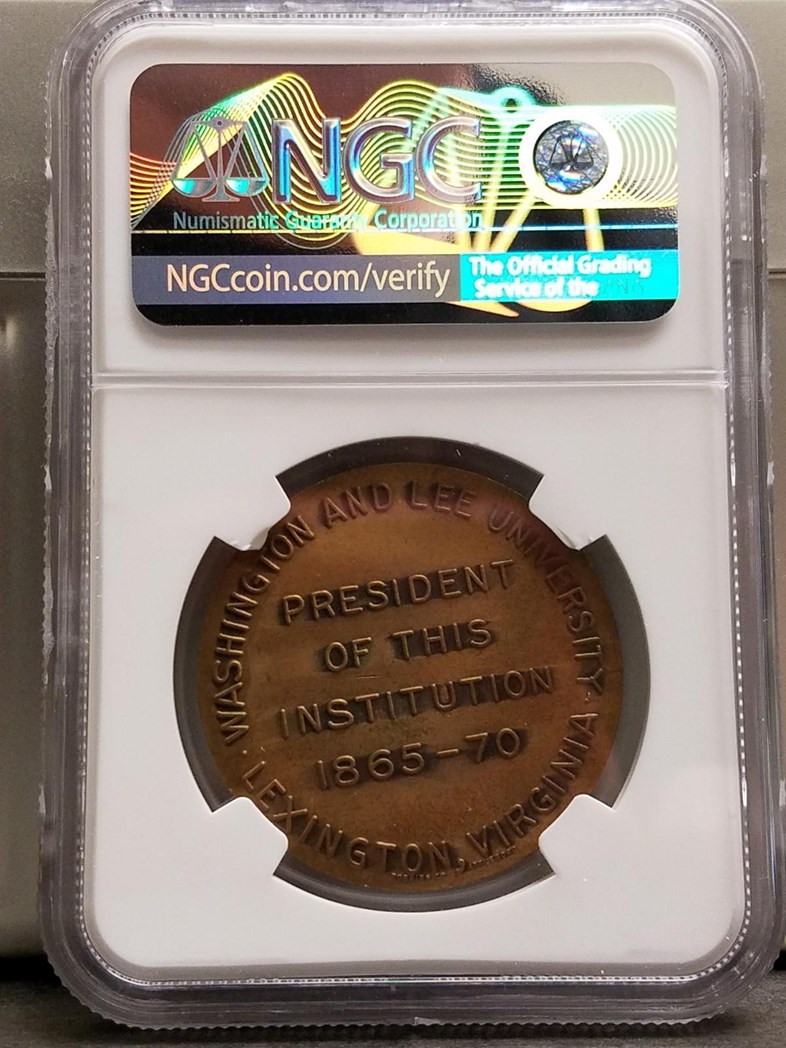 NGC
Numismatic Guaranty Corporation
NGCcoin.com/verify
The Official Grading
Service of the
· WASHINGTON AND LEE UNIVERSITY ·
PRESIDENT
OF THIS
INSTITUTION
1865-70
LEXINGTON, VIRGINIA